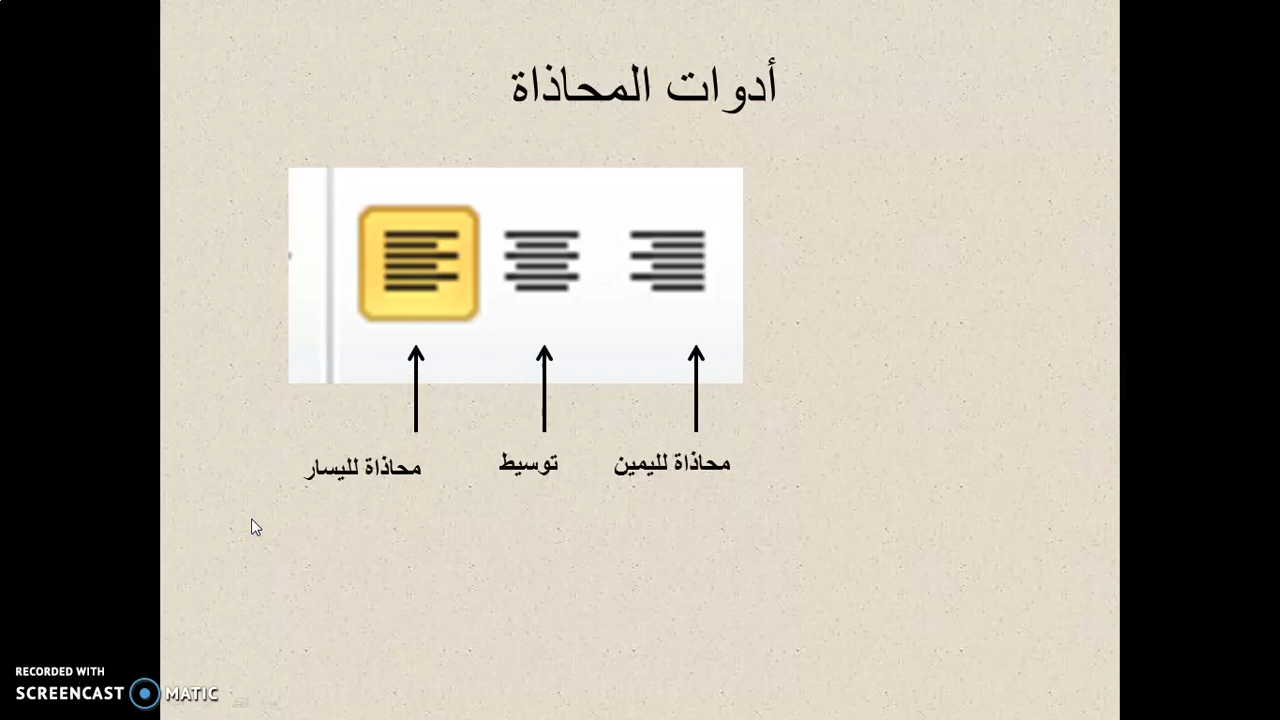 أدوات المحاذاة
محاذاة لليمين
توسيط
محاذاة لليسار
RECORDED WITH
SCREENCAST MATIC